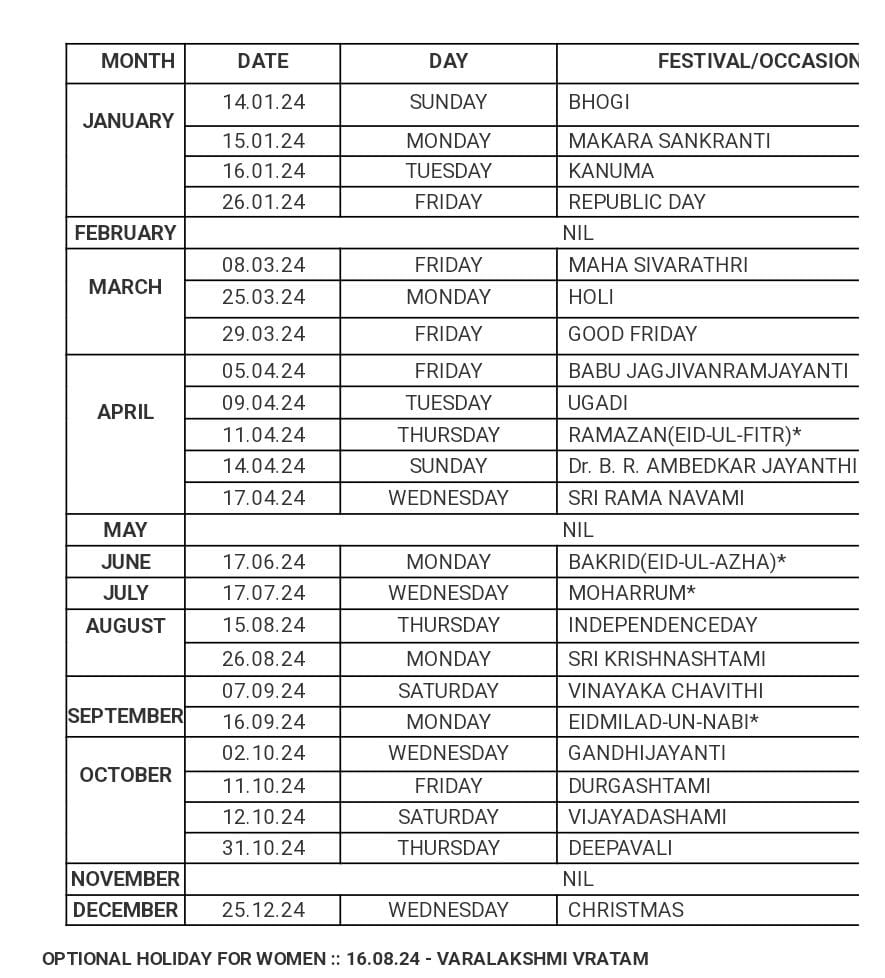 MONTH DATE DAY FESTIVAL/OCCASION
JANUARY 14.01.24 SUNDAY BHOGI
15.01.24 MONDAY MAKARA SANKRANTI
16.01.24 TUESDAY KANUMA
26.01.24 FRIDAY REPUBLIC DAY
FEBRUARY NIL
MARCH 08.03.24 FRIDAY MAHA SIVARATHRI
25.03.24 MONDAY HOLI
29.03.24 FRIDAY GOOD FRIDAY
APRIL 05.04.24 FRIDAY BABU JAGJIVANRAMJAYANTI
09.04.24 TUESDAY UGADI
11.04.24 THURSDAY RAMAZAN(EID-UL-FITR)*
14.04.24 SUNDAY Dr. B. R. AMBEDKAR JAYANTHI
17.04.24 WEDNESDAY SRI RAMA NAVAMI
MAY NIL
JUNE 17.06.24 MONDAY BAKRID(EID-UL-AZHA)*
JULY 17.07.24 WEDNESDAY MOHARRUM*
AUGUST 15.08.24 THURSDAY INDEPENDENCEDAY
26.08.24 MONDAY SRI KRISHNASHTAMI
SEPTEMBER 07.09.24 SATURDAY VINAYAKA CHAVITHI
16.09.24 MONDAY EIDMILAD-UN-NABI*
OCTOBER 02.10.24 WEDNESDAY GANDHIJAYANTI
11.10.24 FRIDAY DURGASHTAMI
12.10.24 SATURDAY VIJAYADASHAMI
31.10.24 THURSDAY DEEPAVALI
NOVEMBER NIL
DECEMBER 25.12.24 WEDNESDAY CHRISTMAS
OPTIONAL HOLIDAY FOR WOMEN :: 16.08.24 - VARALAKSHMI VRATAM